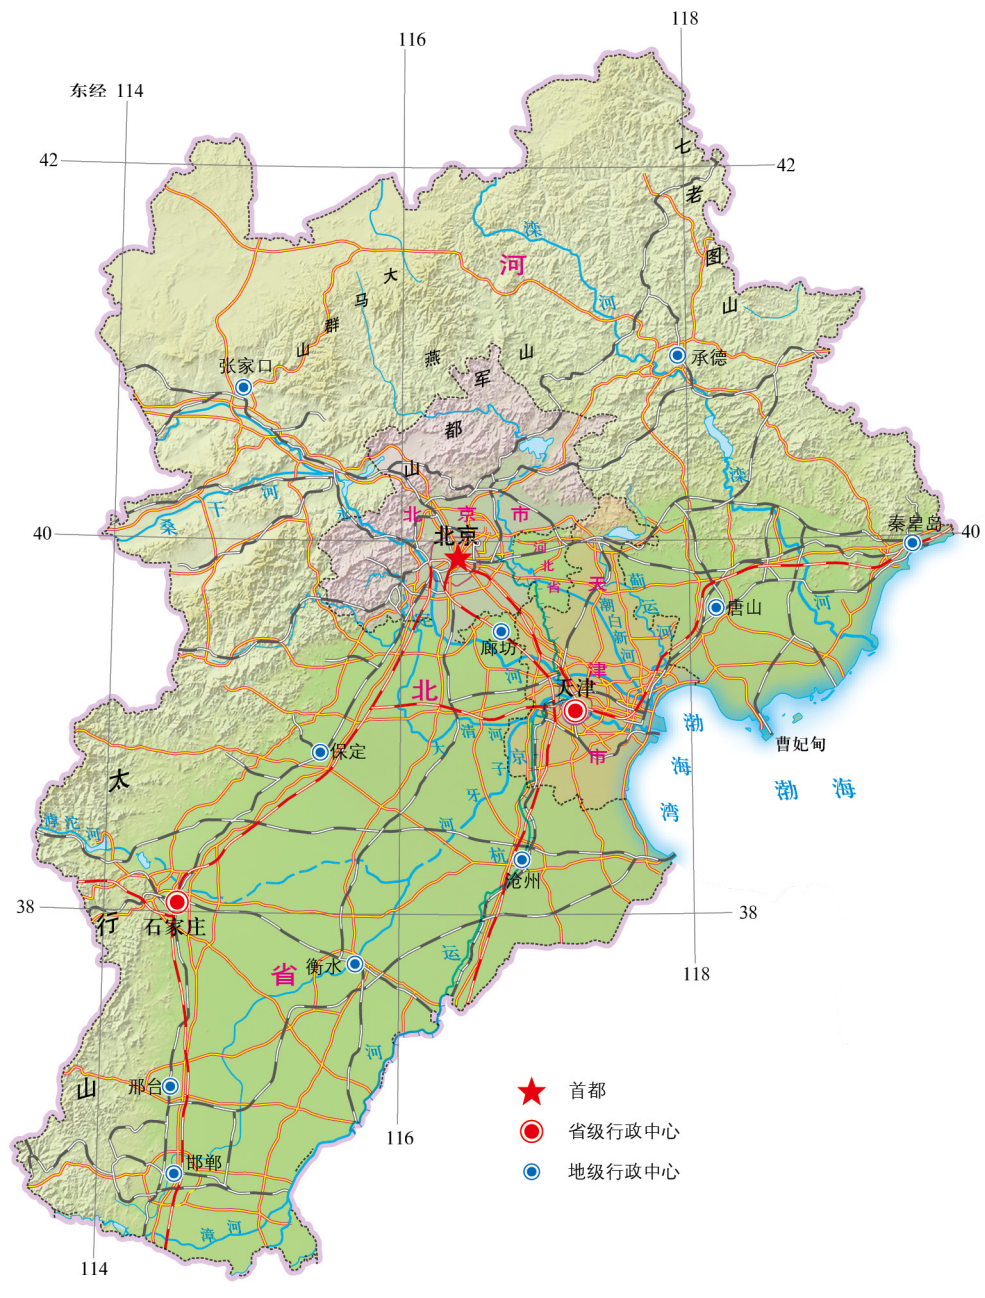 118
116
东经 114
42
42
七
老
图
山
滦
河
河
大
马
群
山
燕
山
军
都
山
张家口
承德
滦
河
桑
干
河
永
定
北京市
北京
河
北
省
天
津
市
蓟
运
河
潮
白
新
河
秦皇岛
40
40
唐山
河
廊坊
河
北
天津
大
清
河
子
牙
河
京
杭
运
河
渤
海
湾
渤海
曹妃甸
保定
太
行
山
滹沱河
沧州
38
38
石家庄
省
衡水
118
邢台
邯郸
漳河
116
114
首都
省级行政中心
地级行政中心